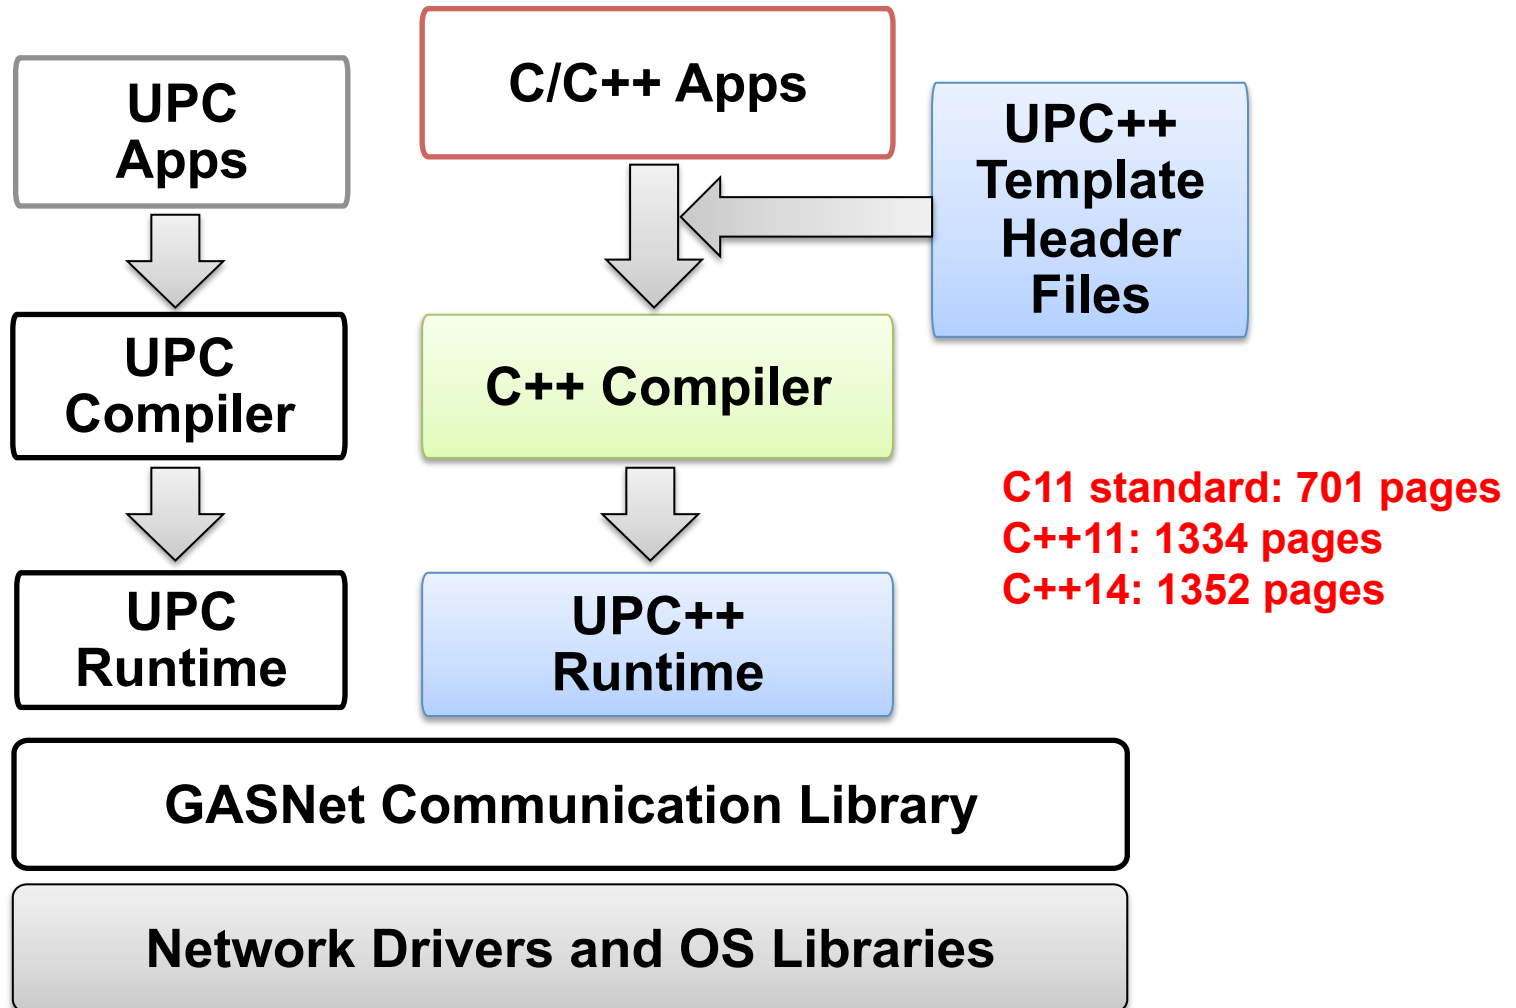 UPC
Apps
C/C++ Apps
UPC++
Template
Header
Files
UPC
Compiler
C++ Compiler
C11 standard: 701 pages
C++11: 1334 pages
C++14: 1352 pages
UPC
Runtime
UPC++
Runtime
GASNet Communication Library
Network Drivers and OS Libraries